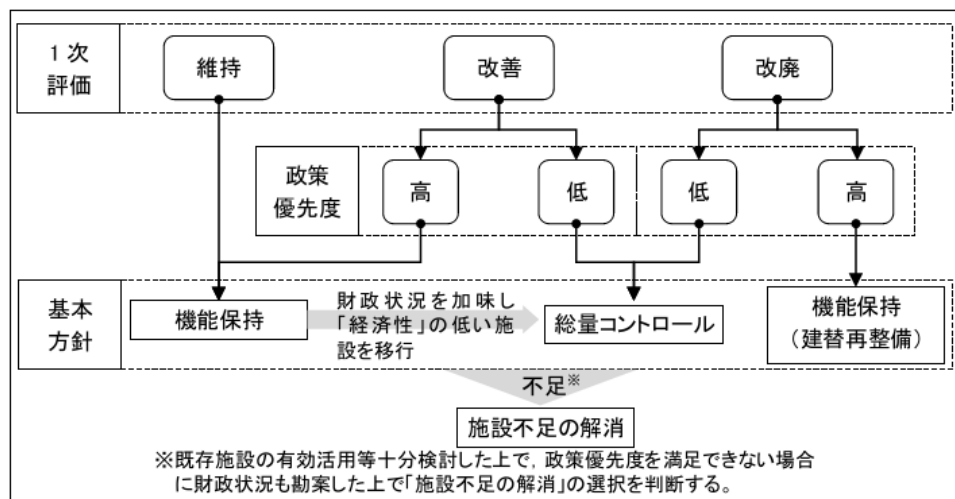 １次
評価
維持
改善
改廃
政策
優先度
高
低
低
高
基本
方針
機能保持
財政状況を加味し
「経済性」の低い施
設を移行
総量コントロール
機能保持
（建替再整備）
不足※
施設不足の解消
※既存施設の有効活用等十分検討した上で，政策優先度を満足できない場合
に財政状況も勘案した上で「施設不足の解消」の選択を判断する。